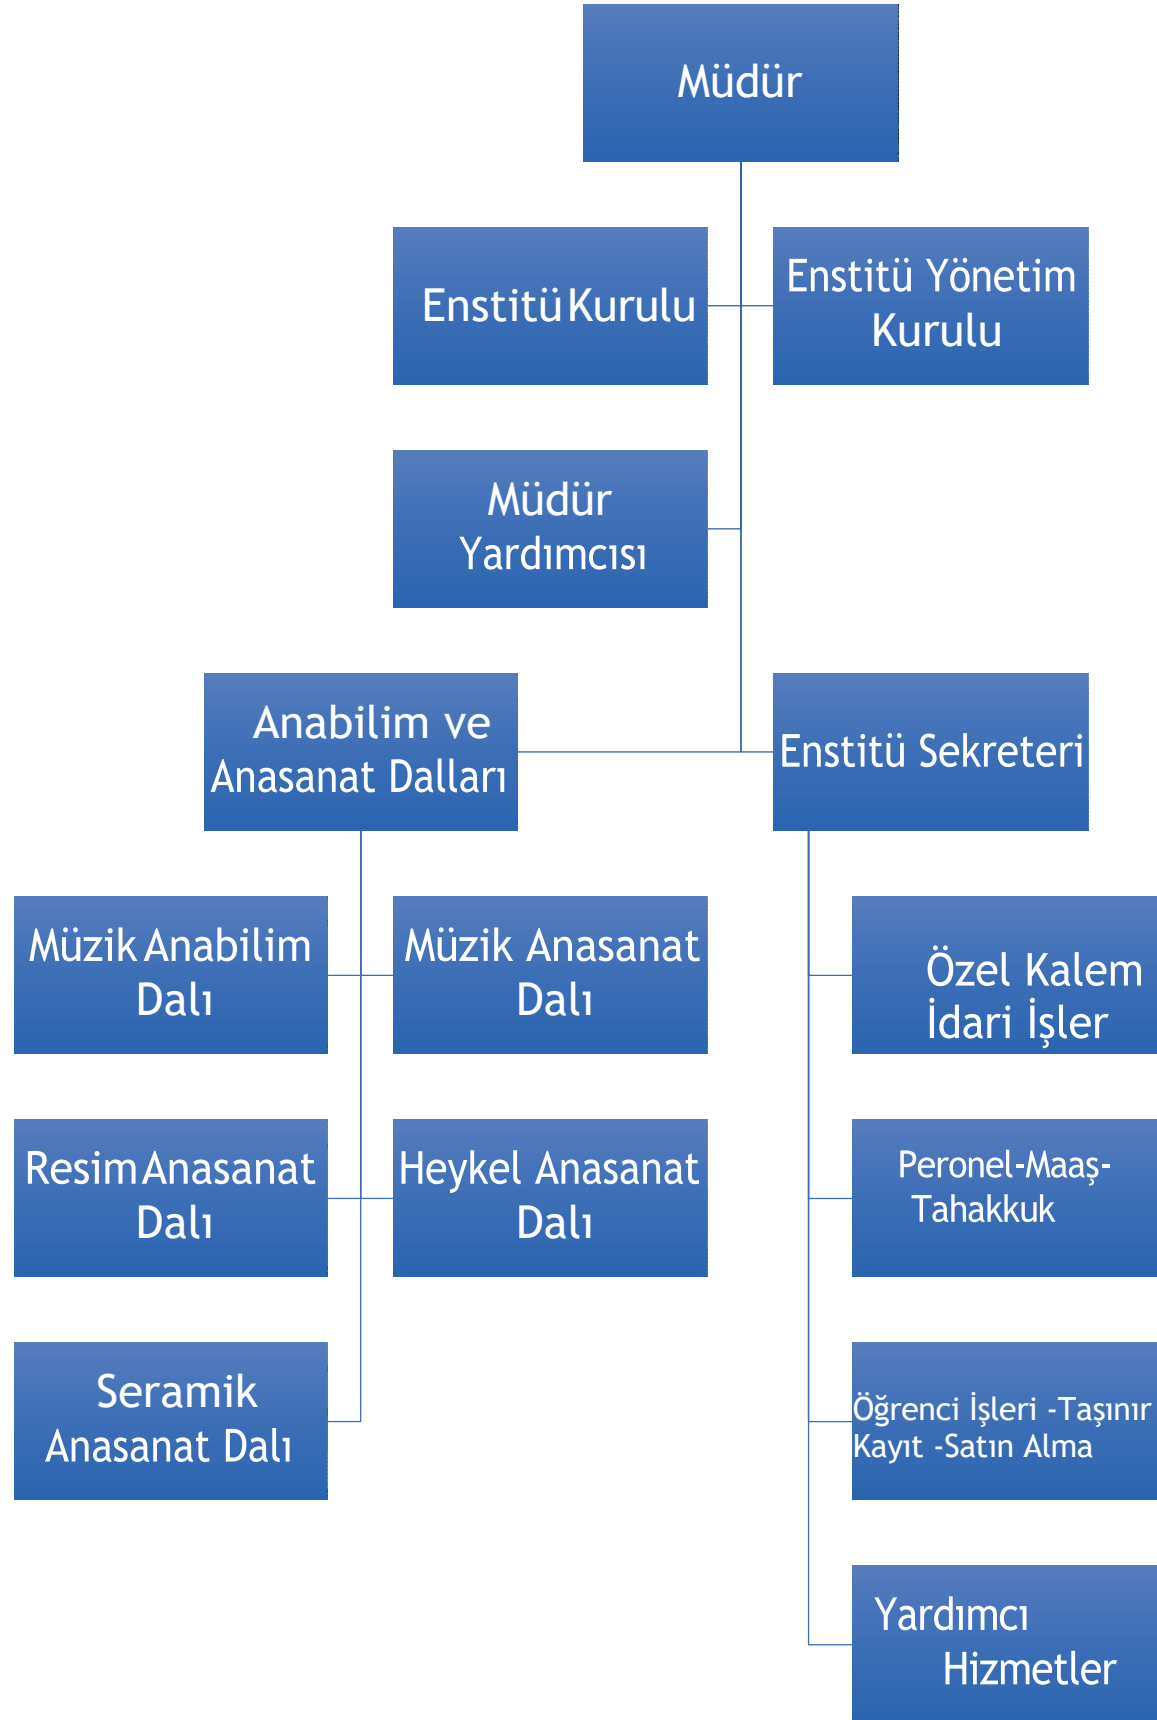 Müdür
Enstitü Kurulu
Enstitü Yönetim
Kurulu
Müdür
Yardımcısı
Anabilim ve
Anasanat Dalları
Enstitü Sekreteri
Müzik Anabilim
Dalı
Müzik Anasanat
Dalı
Özel Kalem
İdari İşler
Resim Anasanat
Dalı
Heykel Anasanat
Dalı
Peronel-Maaş-
Tahakkuk
Seramik
Anasanat Dalı
Öğrenci İşleri -Taşınır
Kayıt -Satın Alma
Yardımcı
Hizmetler